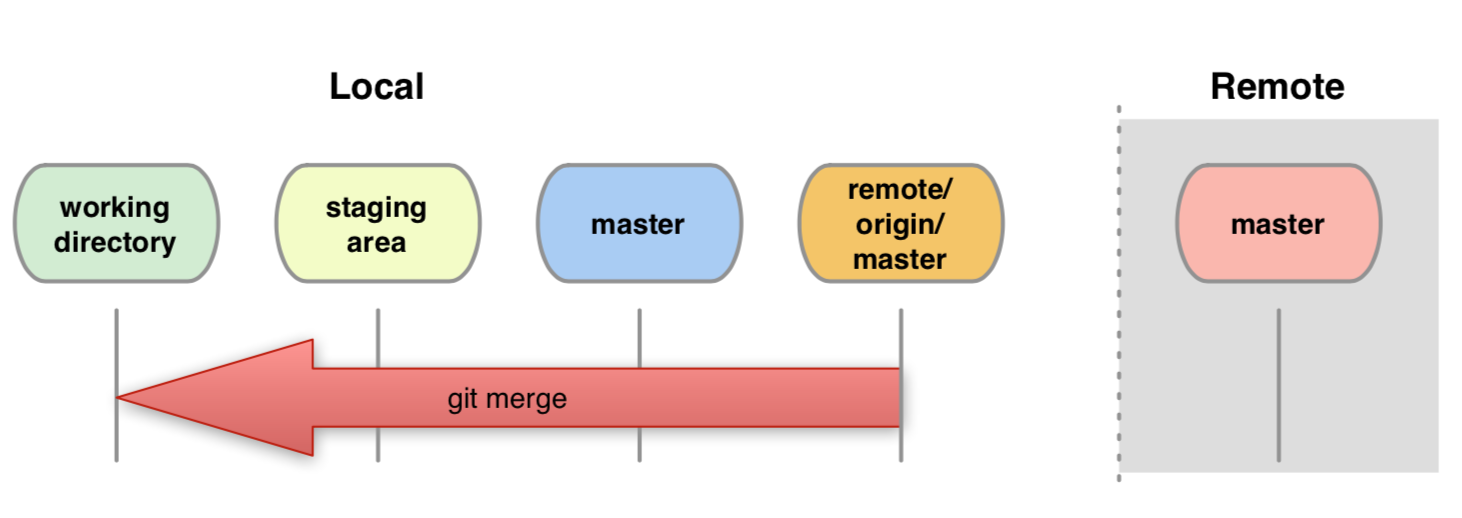 Local
Remote
working
directory
staging
area
master
remote/
origin/
master
master
git merge